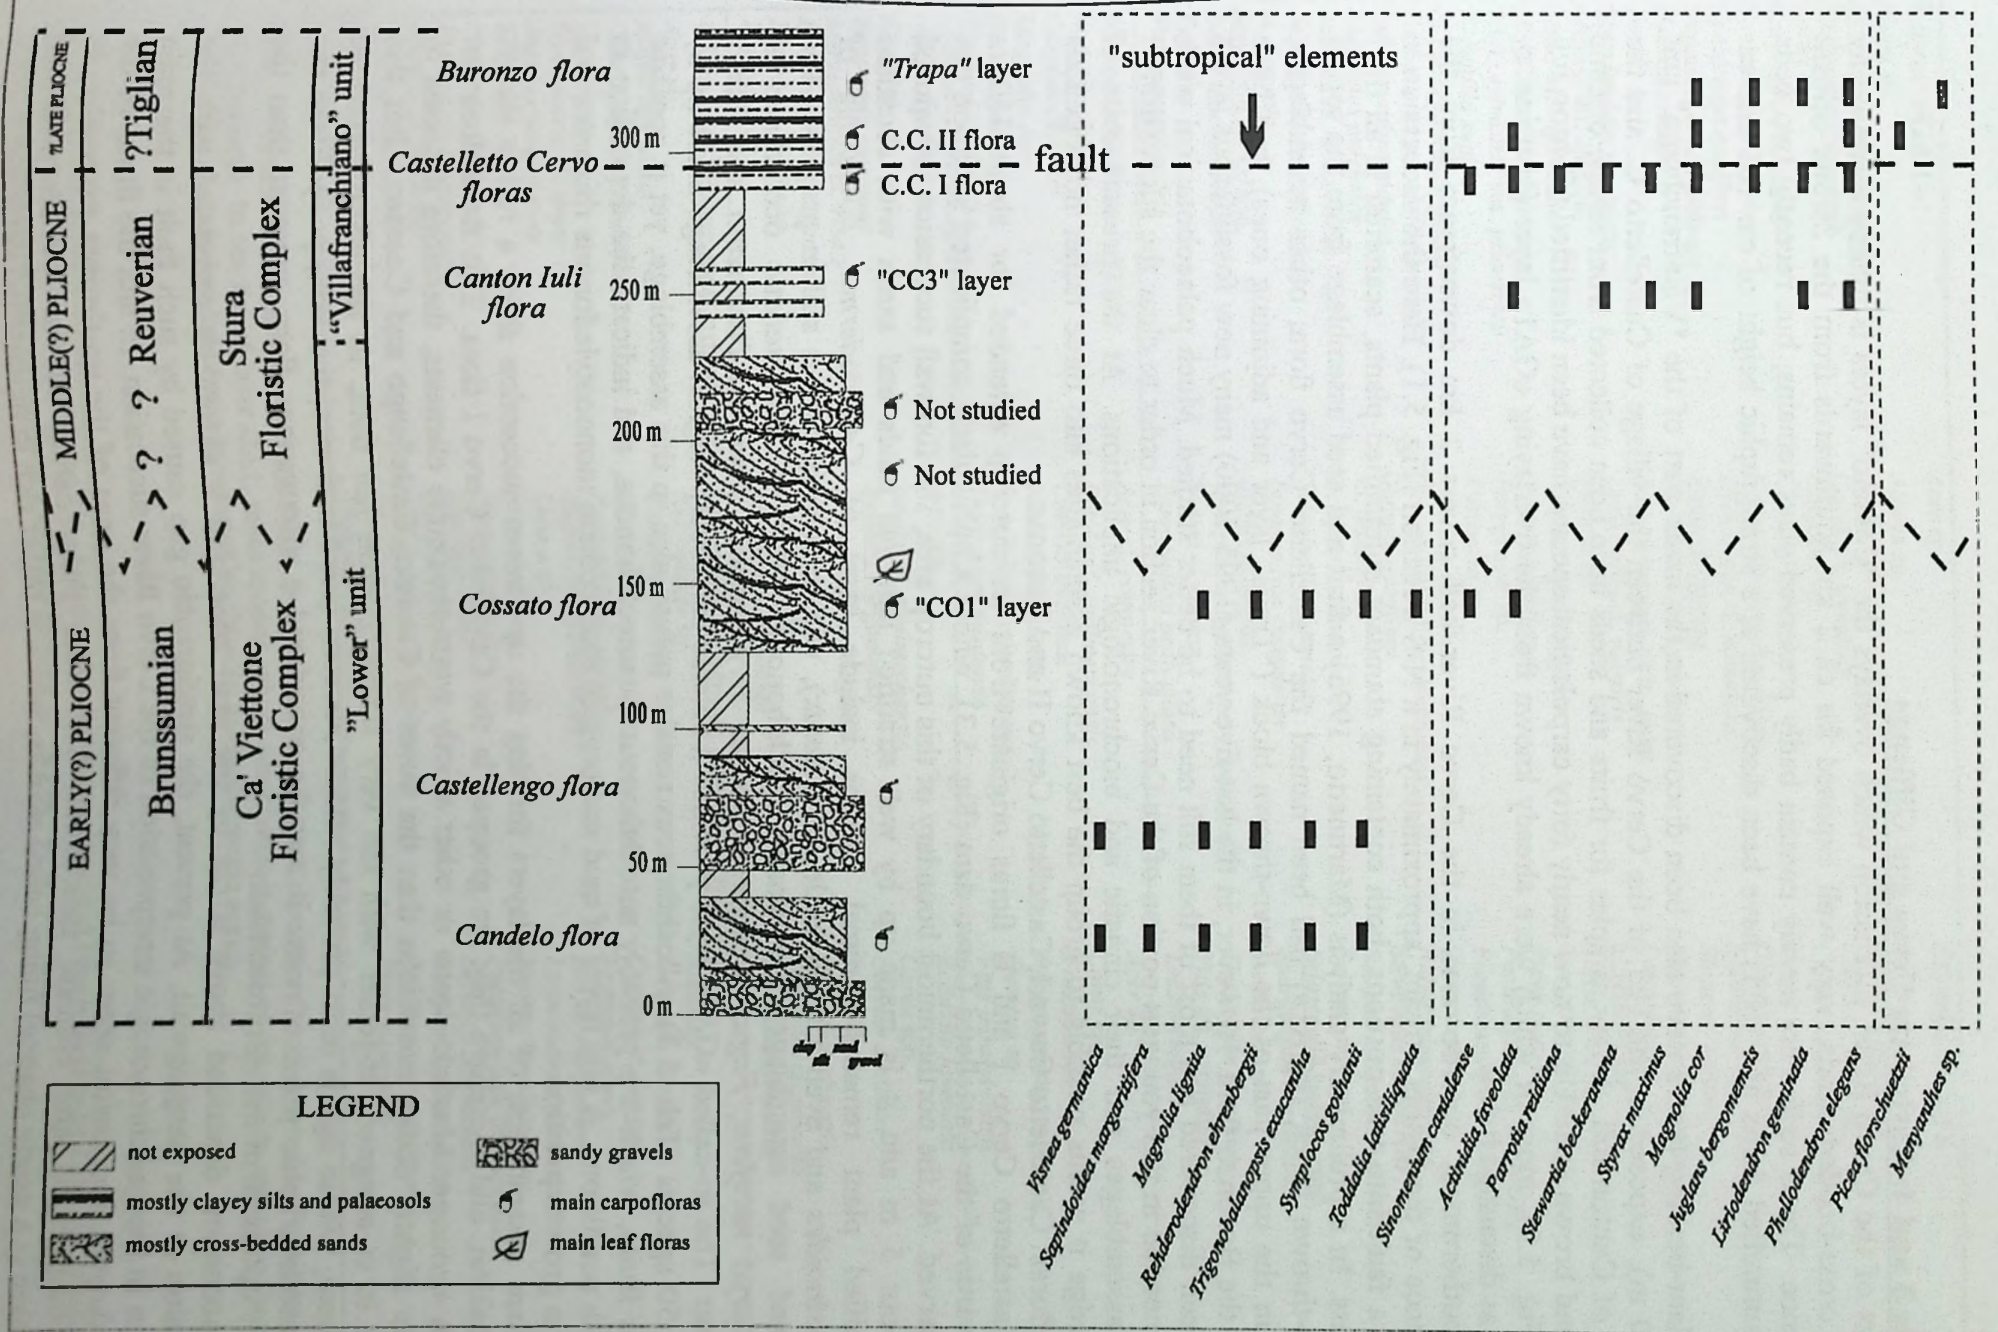 ?LATE PLIOCNE
?Tiglian
"Villafranchiano" unit
MIDDLE(?) PLIOCNE
? ? Reuverian
Stura
Floristic Complex
EARLY(?) PLIOCNE
Brunssumian
Ca' Viettone
Floristic Complex
"Lower" unit
Buronzo flora
"Trapa" layer
300 m
C.C. II flora
Castelletto Cervo
floras
fault
C.C. I flora
Canton Iuli
flora
250 m
"CC3" layer
Not studied
200 m
Not studied
150 m
Cossato flora
"CO1" layer
100 m
Castellengo flora
50 m
Candelo flora
0 m
clay
silt
sand
gravel
"subtropical" elements
Visnea germanica
Sapindoidea margaritifera
Magnolia lignita
Rehderodendron ehrenbergii
Trigonobalanopsis exacantha
Symplocos gothanii
Toddalia latisiliquata
Sinomenium cantalense
Actinidia faveolata
Parrotia reidiana
Stewartia beckeranana
Styrax maximus
Magnolia cor
Juglans bergomensis
Liriodendron geminata
Phellodendron elegans
Picea florschuetzii
Menyanthes sp.
LEGEND
not exposed
mostly clayey silts and palaeosols
mostly cross-bedded sands
sandy gravels
main carpofloras
main leaf floras